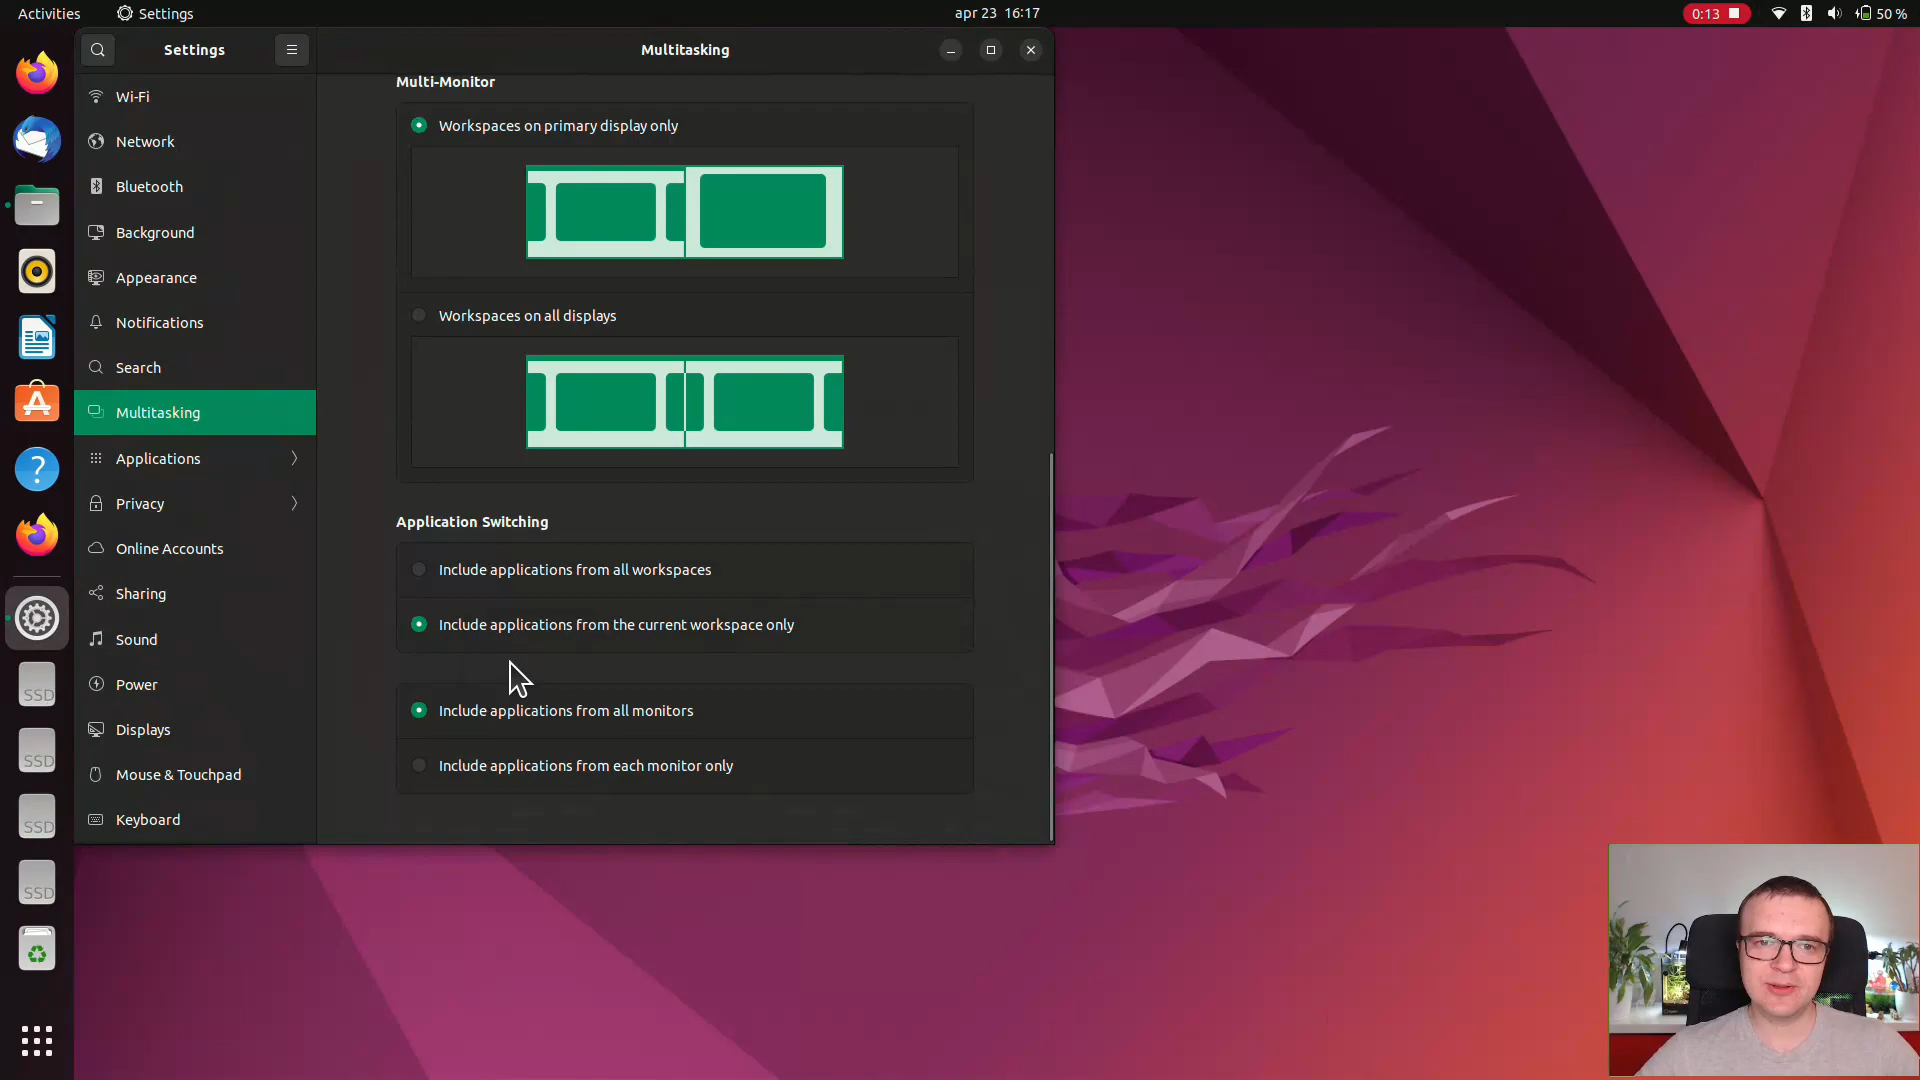 Activities
Settings
apr 23 16:17
0:13
50 %
Settings
Multitasking
Wi-Fi
Network
Bluetooth
Background
Appearance
Notifications
Search
Multitasking
Applications
Privacy
Online Accounts
Sharing
Sound
Power
Displays
Mouse & Touchpad
Keyboard
Multi-Monitor
Workspaces on primary display only
Workspaces on all displays
Application Switching
Include applications from all workspaces
Include applications from the current workspace only
Include applications from all monitors
Include applications from each monitor only
?
SSD
SSD
SSD
SSD